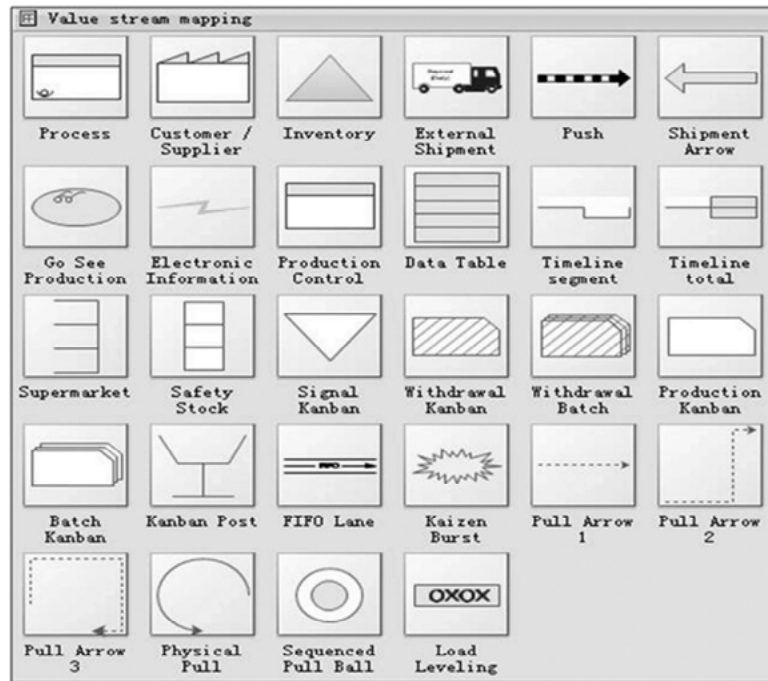 Value stream mapping
Process
Customer /
Supplier
Inventory
External
Shipment
Push
Shipment
Arrow
Go See
Production
Electronic
Information
Production
Control
Data Table
Timeline
segment
Timeline
total
Supermarket
Safety
Stock
Signal
Kanban
Withdrawal
Kanban
Withdrawal
Batch
Production
Kanban
FIFO
Batch
Kanban
Kanban Post
FIFO Lane
Kaizen
Burst
Pull Arrow
1
Pull Arrow
2
OXOX
Pull Arrow
3
Physical
Pull
Sequenced
Pull Ball
Load
Leveling